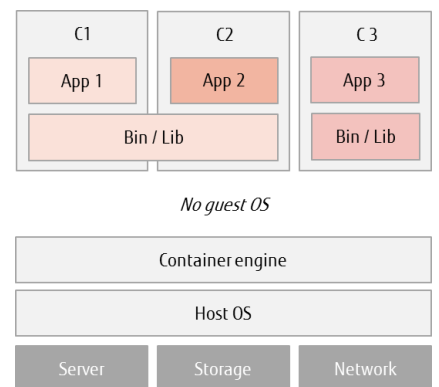 C1 C2 C 3
App 1 App 2 App 3
Bin / Lib Bin / Lib
No guest OS
Container engine
Host OS
Server Storage Network